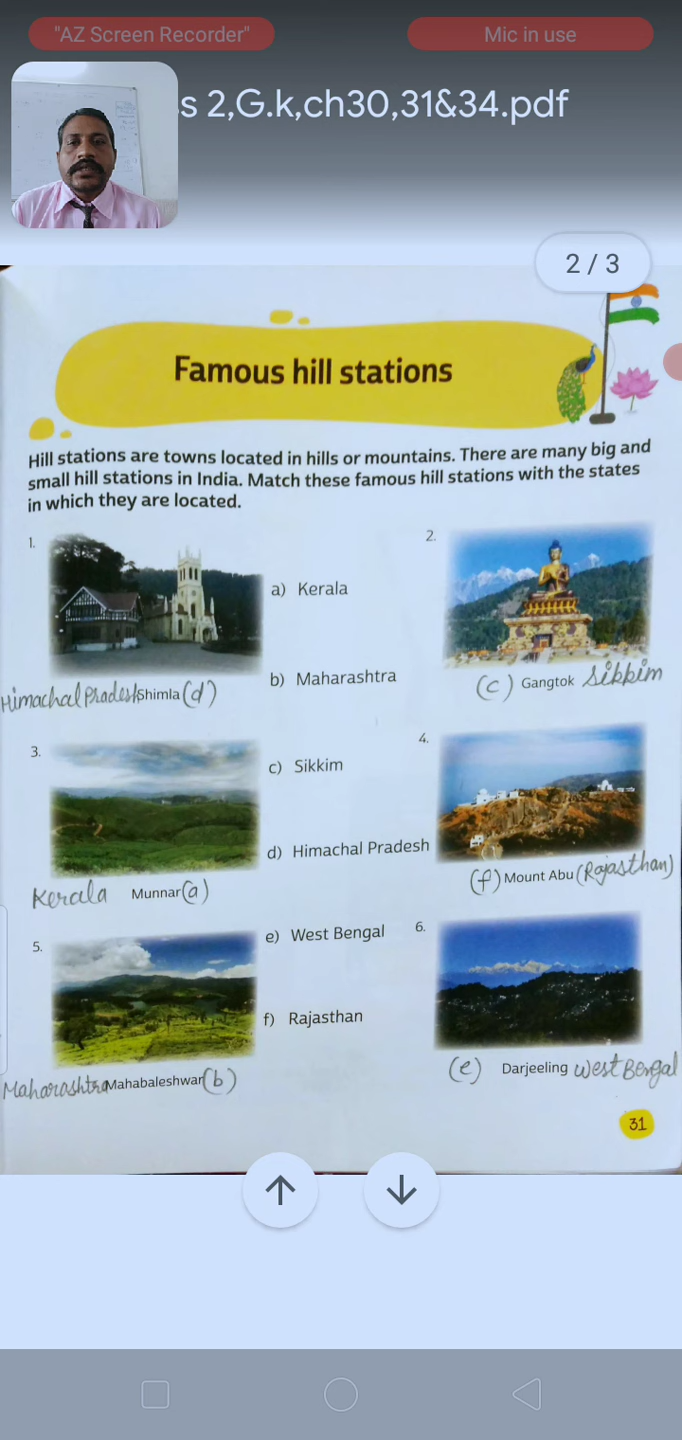 "AZ Screen Recorder"
Mic in use
s 2,G.k,ch30,31&34.pdf
2 / 3
Famous hill stations
Hill stations are towns located in hills or mountains. There are many big and
small hill stations in India. Match these famous hill stations with the states
in which they are located.
1.
2.
a) Kerala
b) Maharashtra
Himachal Pradesh Shimla (d)
(c) Gangtok Sikkim
3.
4.
c) Sikkim
d) Himachal Pradesh
Kerala Munnar (a)
(f) Mount Abu (Rajasthan)
5.
e) West Bengal
6.
f) Rajasthan
Maharashtra Mahabaleshwar (b)
(e) Darjeeling West Bengal
31